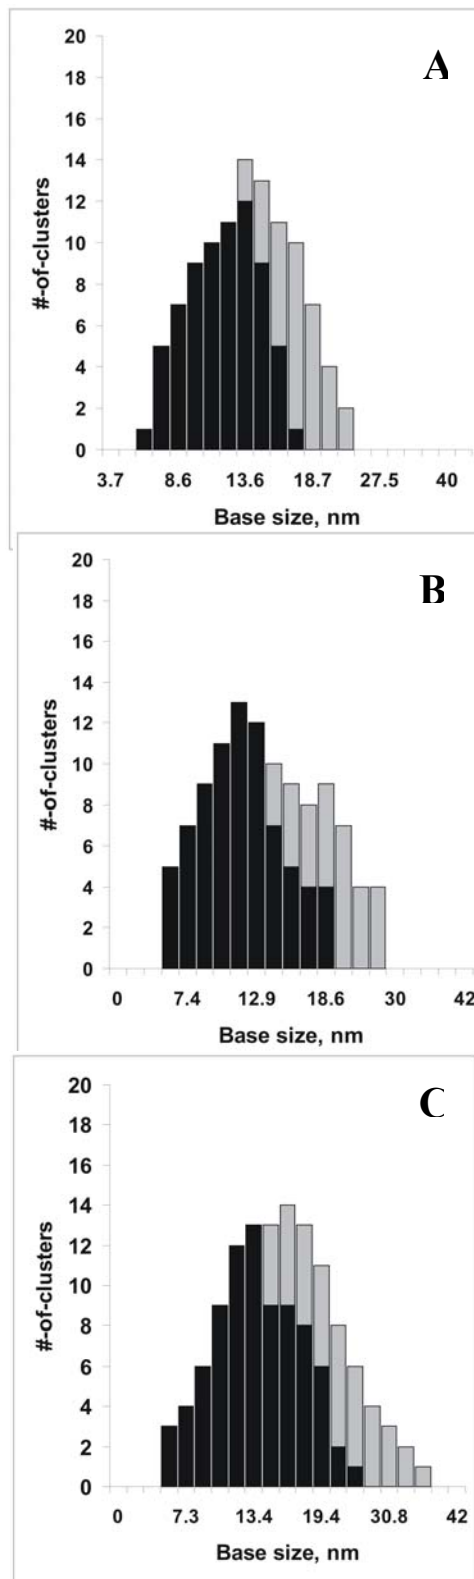 A
20
18
16
14
12
10
8
6
4
2
0
#-of-clusters
3.7 8.6 13.6 18.7 27.5 40
Base size, nm
B
20
18
16
14
12
10
8
6
4
2
0
#-of-clusters
0 7.4 12.9 18.6 30 42
Base size, nm
C
20
18
16
14
12
10
8
6
4
2
0
#-of-clusters
0 7.3 13.4 19.4 30.8 42
Base size, nm